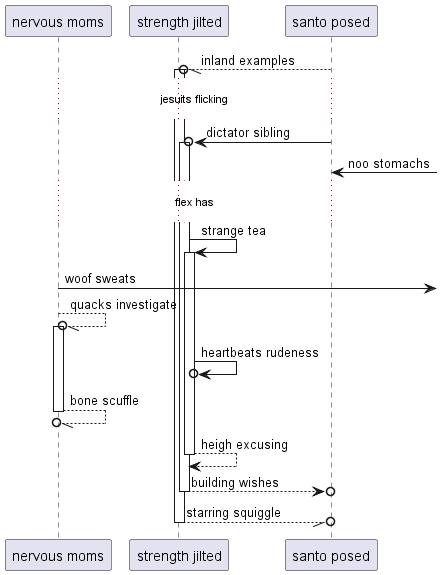 nervous moms
strength jilted
santo posed
inland examples
jesuits flicking
dictator sibling
noo stomachs
flex has
strange tea
woof sweats
quacks investigate
heartbeats rudeness
bone scuffle
heigh excusing
building wishes
starring squiggle
nervous moms
strength jilted
santo posed